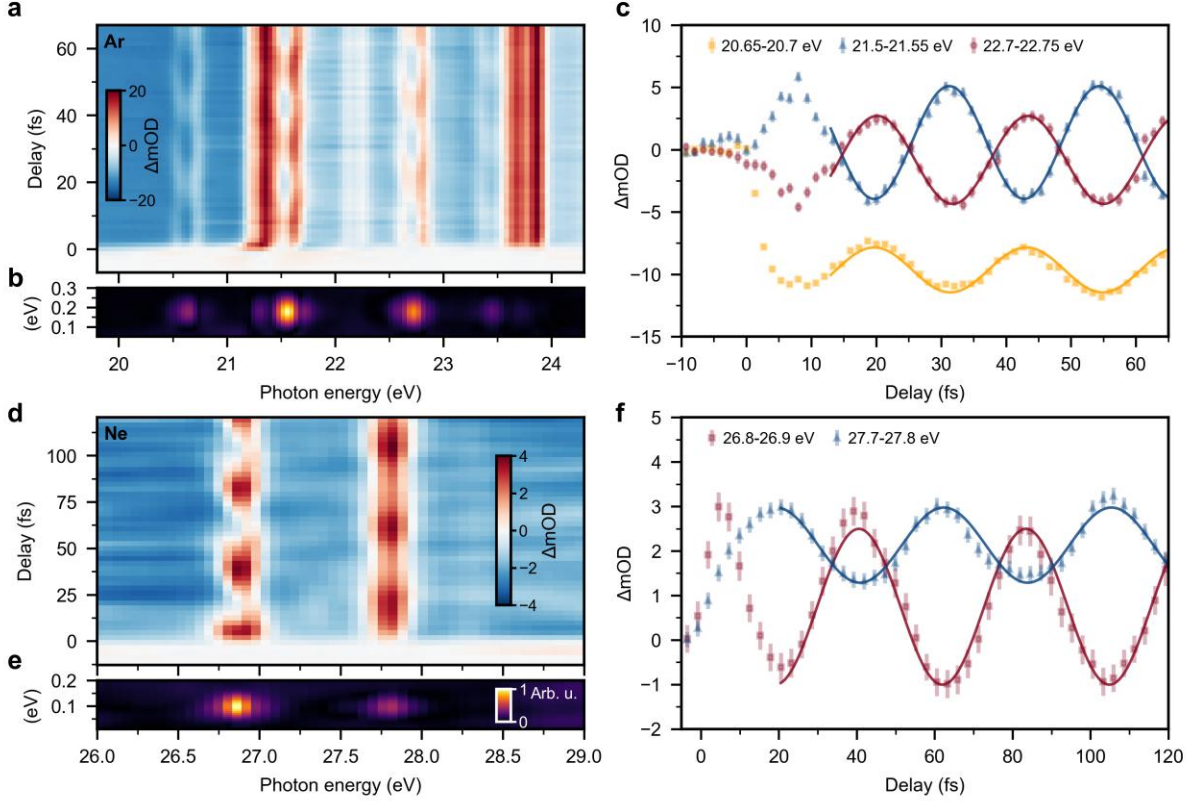 a
Ar
60
40
20
0
Delay (fs)
20
0
−20
ΔmOD
b
0.3
0.2
0.1
(eV)
20 21 22 23 24
Photon energy (eV)
c
10
5
0
−5
−10
−15
ΔmOD
20.65-20.7 eV 21.5-21.55 eV 22.7-22.75 eV
−10 0 10 20 30 40 50 60
Delay (fs)
d
Ne
100
75
50
25
0
Delay (fs)
4
2
0
−2
−4
ΔmOD
e
0.2
0.1
(eV)
1
0
Arb. u.
26.0 26.5 27.0 27.5 28.0 28.5 29.0
Photon energy (eV)
f
5
4
3
2
1
0
−1
−2
ΔmOD
26.8-26.9 eV 27.7-27.8 eV
0 20 40 60 80 100 120
Delay (fs)